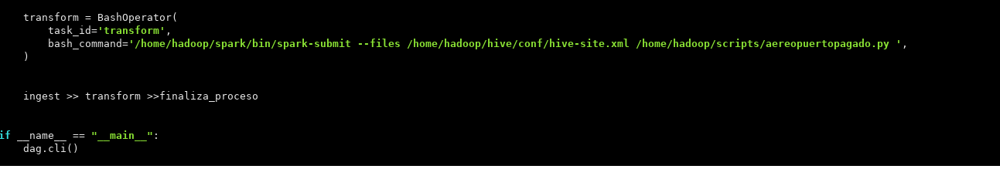 transform = BashOperator(
task_id='transform',
bash_command='/home/hadoop/spark/bin/spark-submit --files /home/hadoop/hive/conf/hive-site.xml /home/hadoop/scripts/aereopuertopagado.py ',
)
ingest >> transform >>finaliza_proceso
if __name__ == "__main__":
dag.cli()